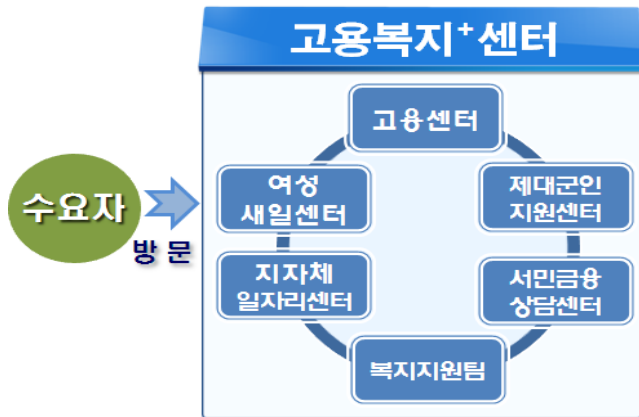 고용복지+센터
고용센터
여성
새일센터
제대군인
지원센터
수요자
방문
지자체
일자리센터
서민금융
상담센터
복지지원팀